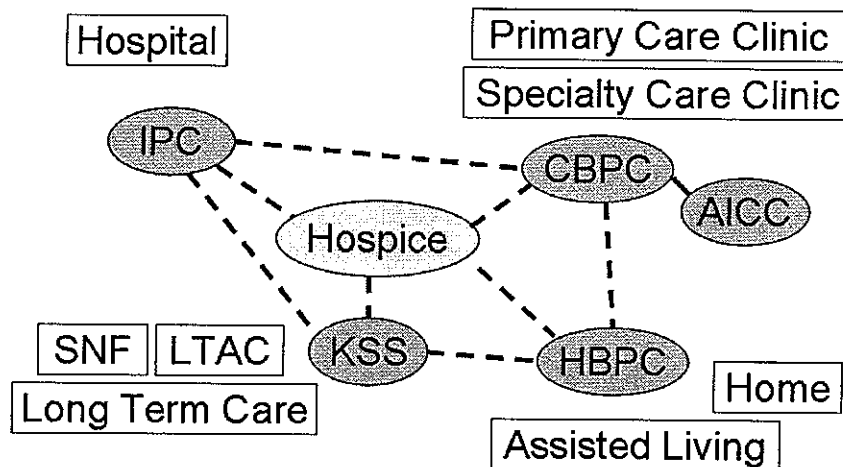 Hospital
Primary Care Clinic
Specialty Care Clinic
IPC
CBPC
AICC
Hospice
SNF
LTAC
KSS
HBPC
Long Term Care
Home
Assisted Living